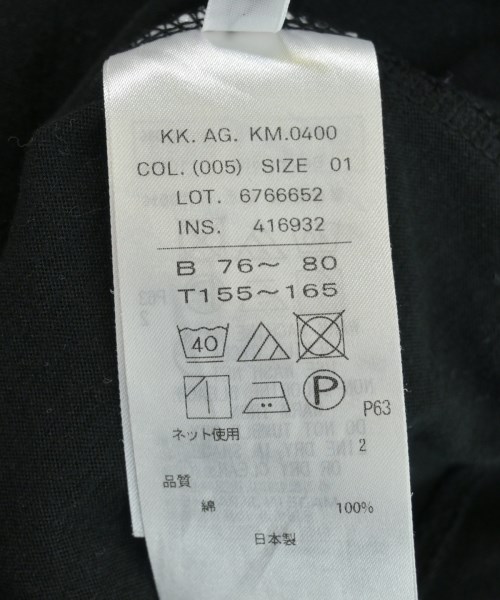 KK. AG. KM.0400
COL. (005) SIZE 01
LOT. 6766652
INS. 416932
B 76〜 80
T155〜165
40
P
P63
ネット使用
2
品質
綿 100%
日本製